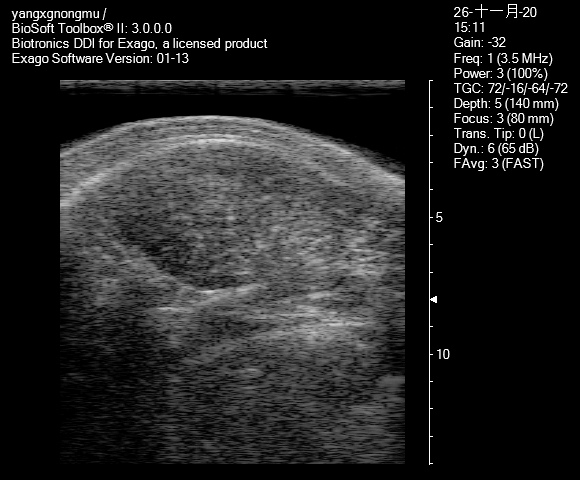 yangxgnongmu /
BioSoft Toolbox® II: 3.0.0.0
Biotronics DDI for Exago, a licensed product
Exago Software Version: 01-13
26-十一月-20
15:11
Gain: -32
Freq: 1 (3.5 MHz)
Power: 3 (100%)
TGC: 72/-16/-64/-72
Depth: 5 (140 mm)
Focus: 3 (80 mm)
Trans. Tip: 0 (L)
Dyn.: 6 (65 dB)
FAvg: 3 (FAST)
5
10